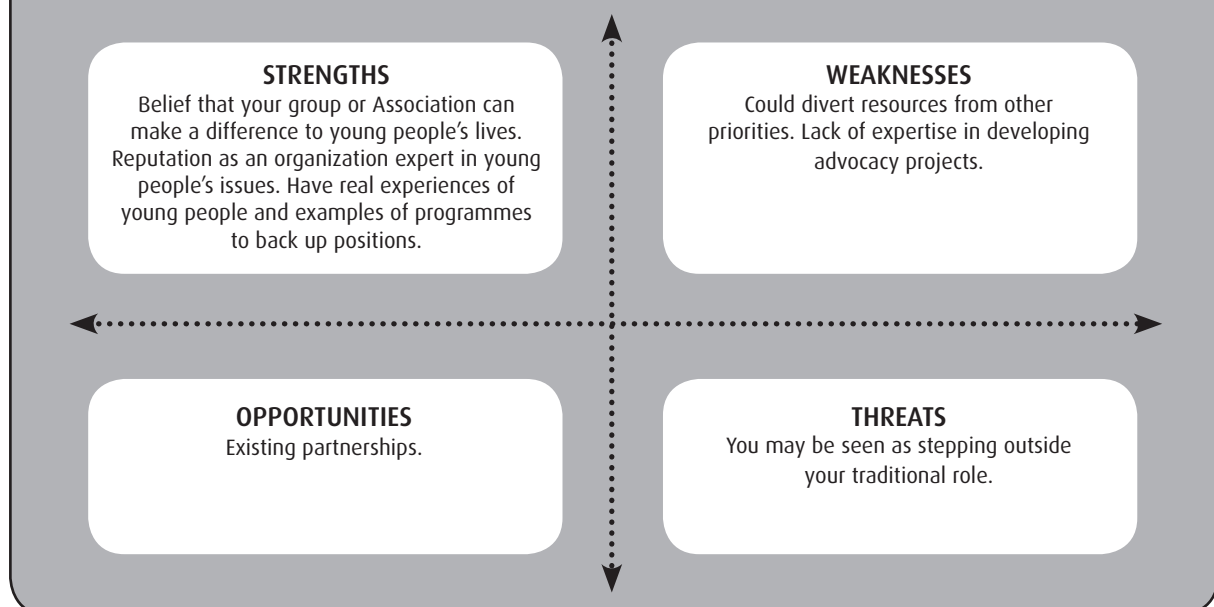 STRENGTHS
Belief that your group or Association can
make a difference to young people’s lives.
Reputation as an organization expert in young
people’s issues. Have real experiences of
young people and examples of programmes
to back up positions.
WEAKNESSES
Could divert resources from other
priorities. Lack of expertise in developing
advocacy projects.
OPPORTUNITIES
Existing partnerships.
THREATS
You may be seen as stepping outside
your traditional role.